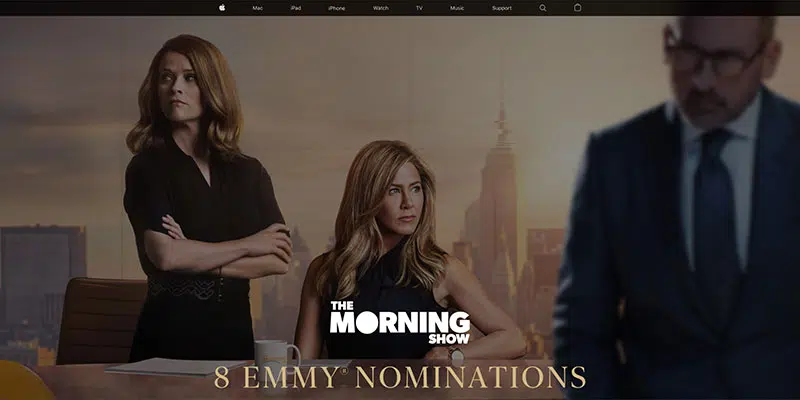 Mac iPad iPhone Watch TV Music Support
THE
MORNING
SHOW
8 EMMY® NOMINATIONS